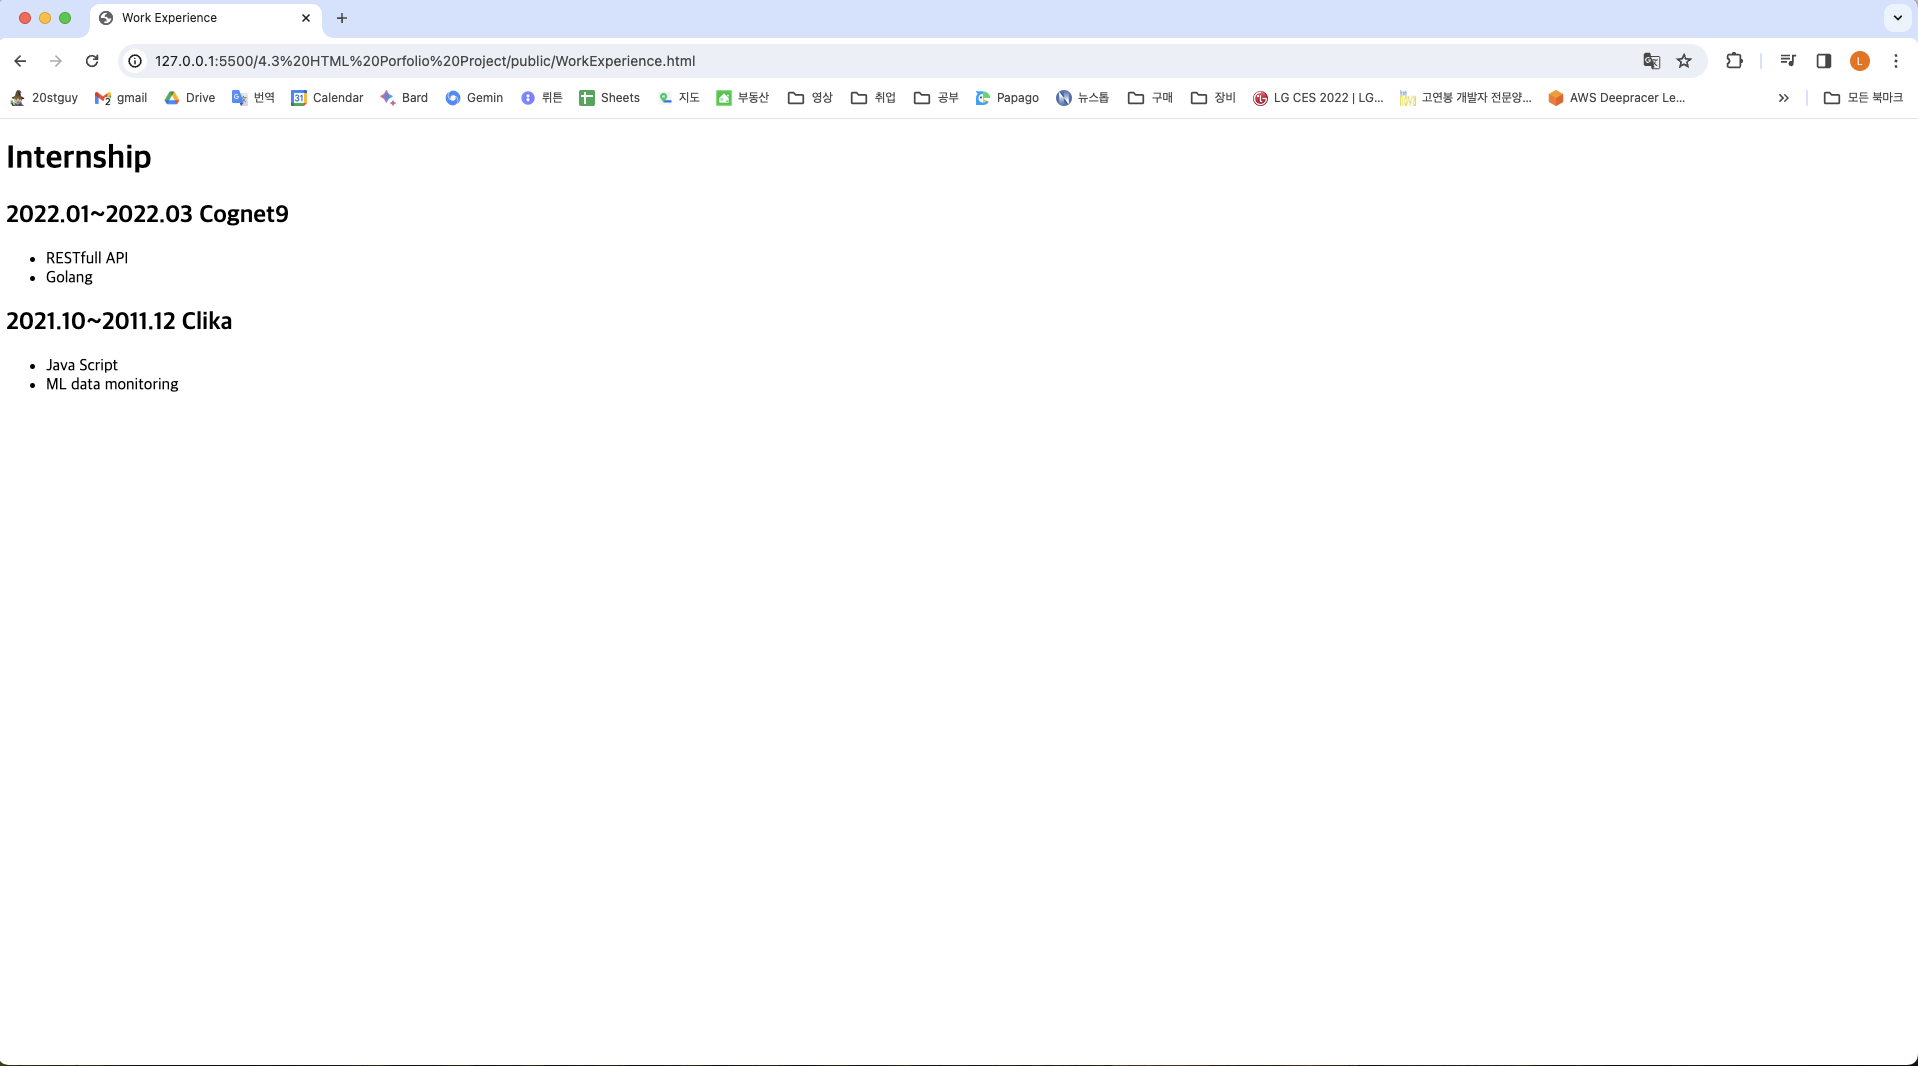 Work Experience
127.0.0.1:5500/4.3%20HTML%20Porfolio%20Project/public/WorkExperience.html
L
20stguy gmail Drive 번역 31 Calendar Bard Gemin 뤼튼 Sheets 지도 부동산 영상 취업 공부 Papago 뉴스톱 구매 장비 LG CES 2022 | LG... 고연봉 개발자 전문양... AWS Deepracer Le... 모든 북마크
Internship
2022.01~2022.03 Cognet9
RESTfull API
Golang
2021.10~2011.12 Clika
Java Script
ML data monitoring